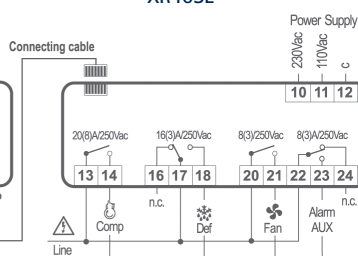 Power Supply
Connecting cable
230Vac
110Vac
c
10 11 12
20(8)A/250Vac
16(3)A/250Vac
8(3)/250Vac
8(3)A/250Vac
13 14
16 17 18
20 21 22 23 24
n.c.
n.c.
Comp
Def
Fan
Alarm
AUX
Line